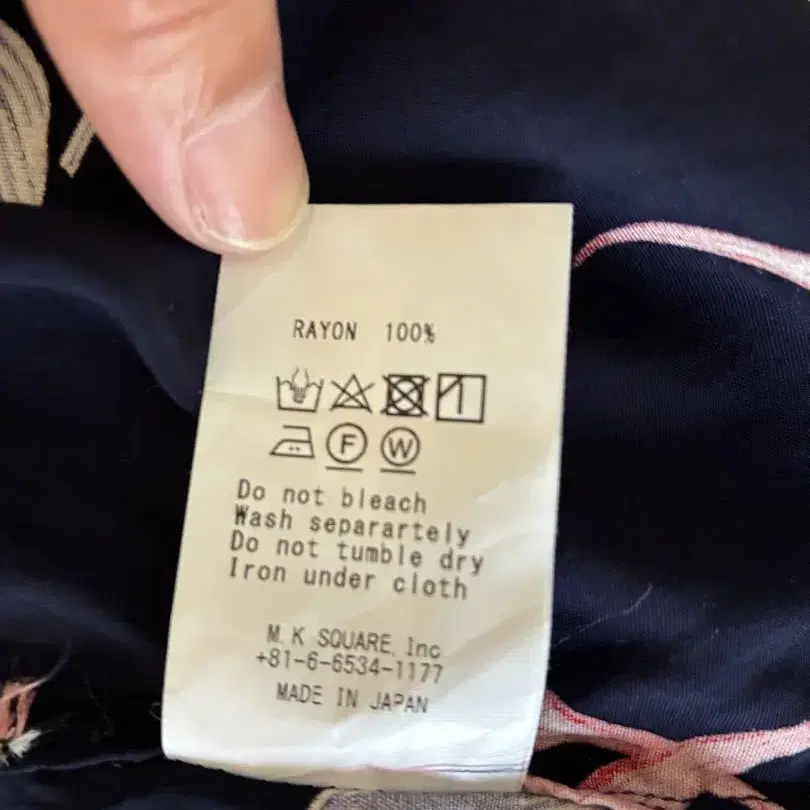 RAYON 100%
F W
Do not bleach
Wash separartely
Do not tumble dry
Iron under cloth
M.K SQUARE, Inc
+81-6-6534-1177
MADE IN JAPAN